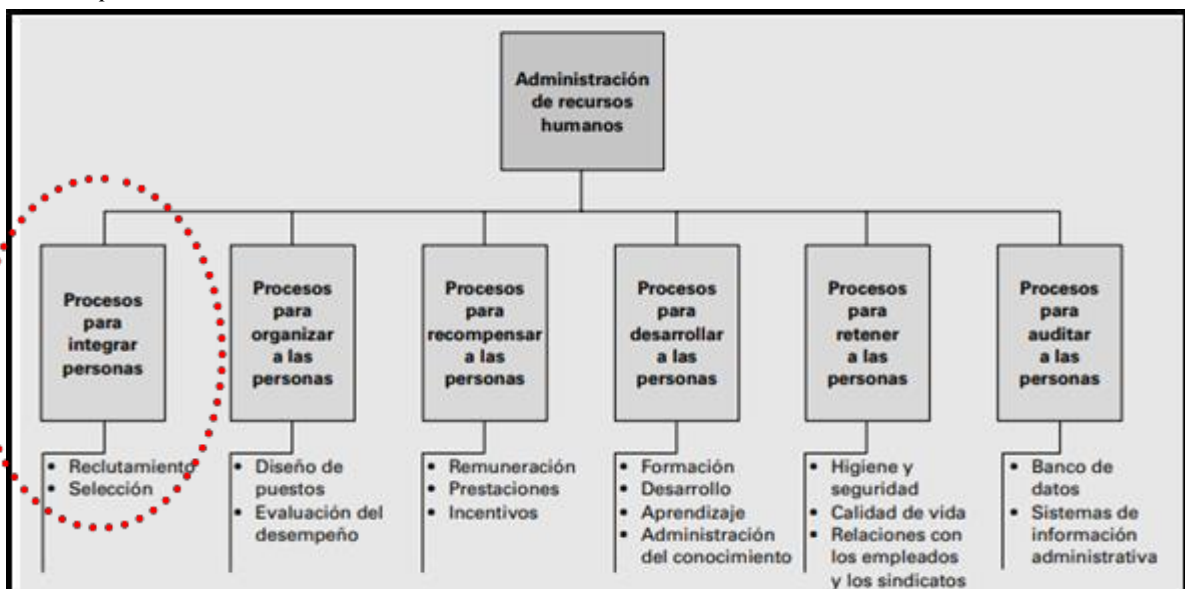 Administración
de recursos
humanos
Procesos
para
integrar
personas
• Reclutamiento
• Selección
Procesos
para
organizar
a las
personas
• Diseño de
puestos
• Evaluación del
desempeño
Procesos
para
recompensar
a las
personas
• Remuneración
• Prestaciones
• Incentivos
Procesos
para
desarrollar
a las
personas
• Formación
• Desarrollo
• Aprendizaje
• Administración
del conocimiento
Procesos
para
retener
a las
personas
• Higiene y
seguridad
• Calidad de vida
• Relaciones con
los empleados
y los sindicatos
Procesos
para
auditar
a las
personas
• Banco de
datos
• Sistemas de
información
administrativa